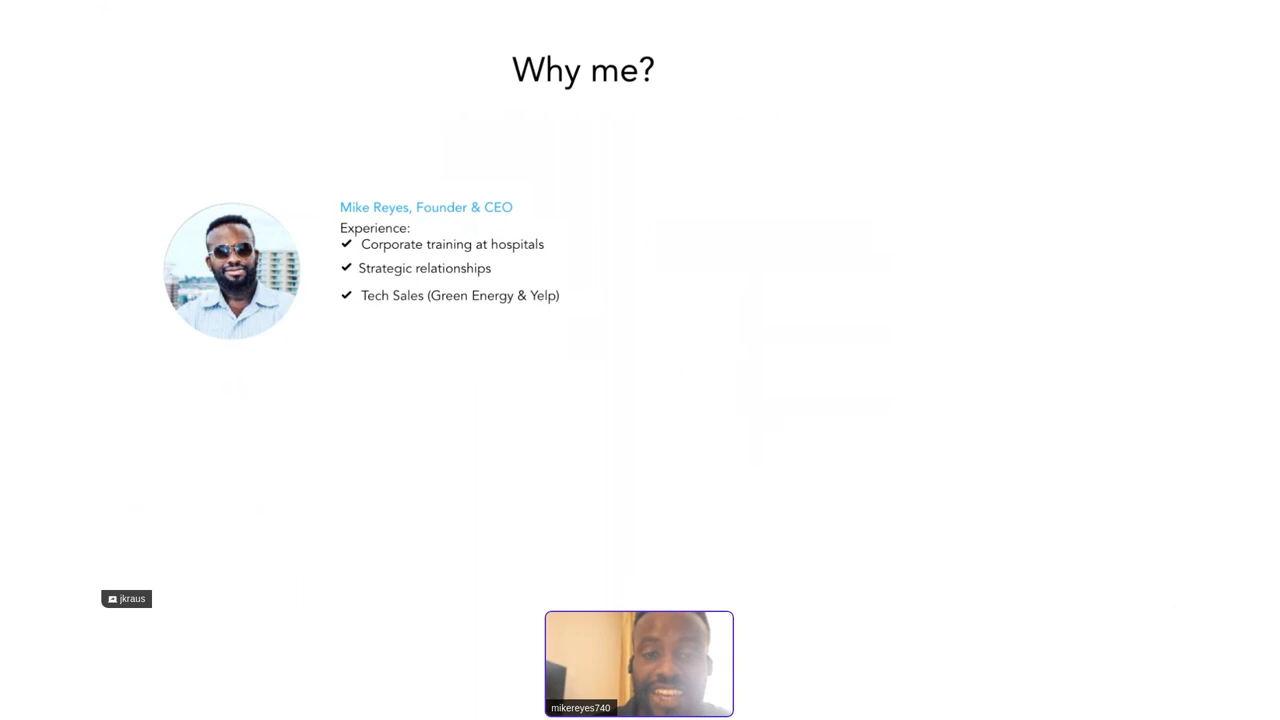 Why me?
Mike Reyes, Founder & CEO
Experience:
Corporate training at hospitals
Strategic relationships
Tech Sales (Green Energy & Yelp)
jkraus
mikereyes740